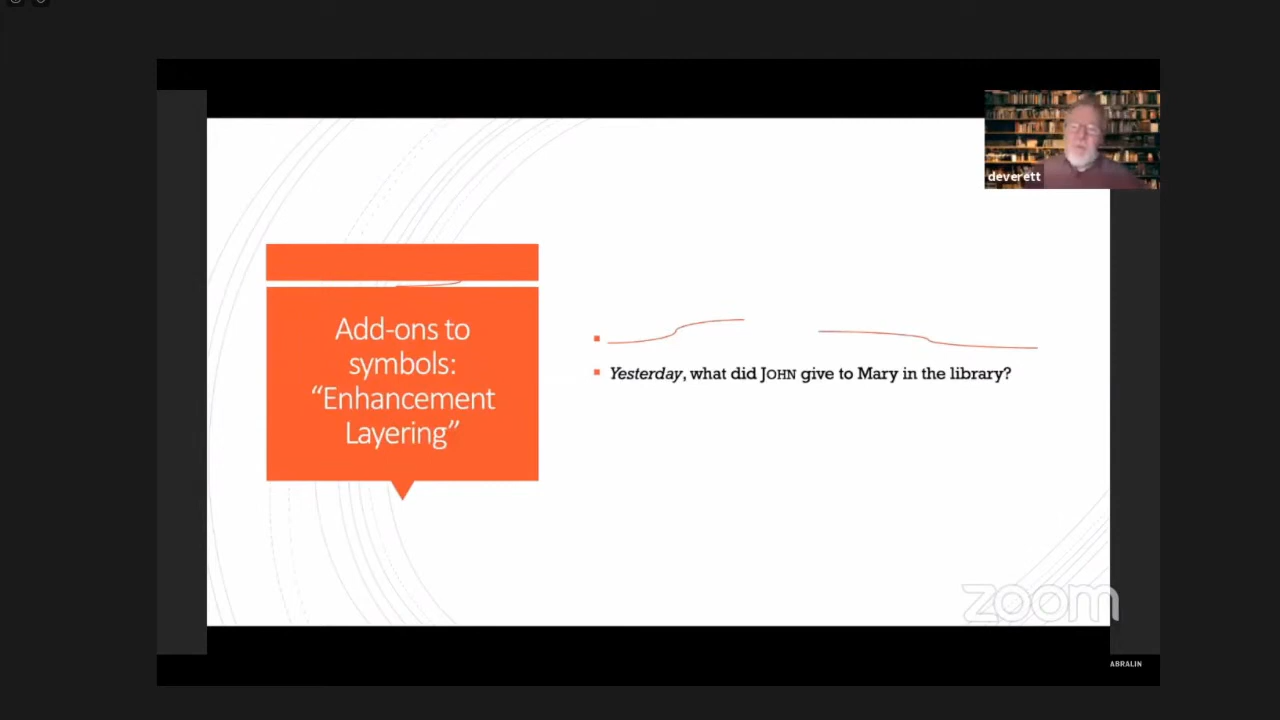 deverett
Add-ons to
symbols:
“Enhancement
Layering”
Yesterday, what did JOHN give to Mary in the library?
zoom
ABRALIN